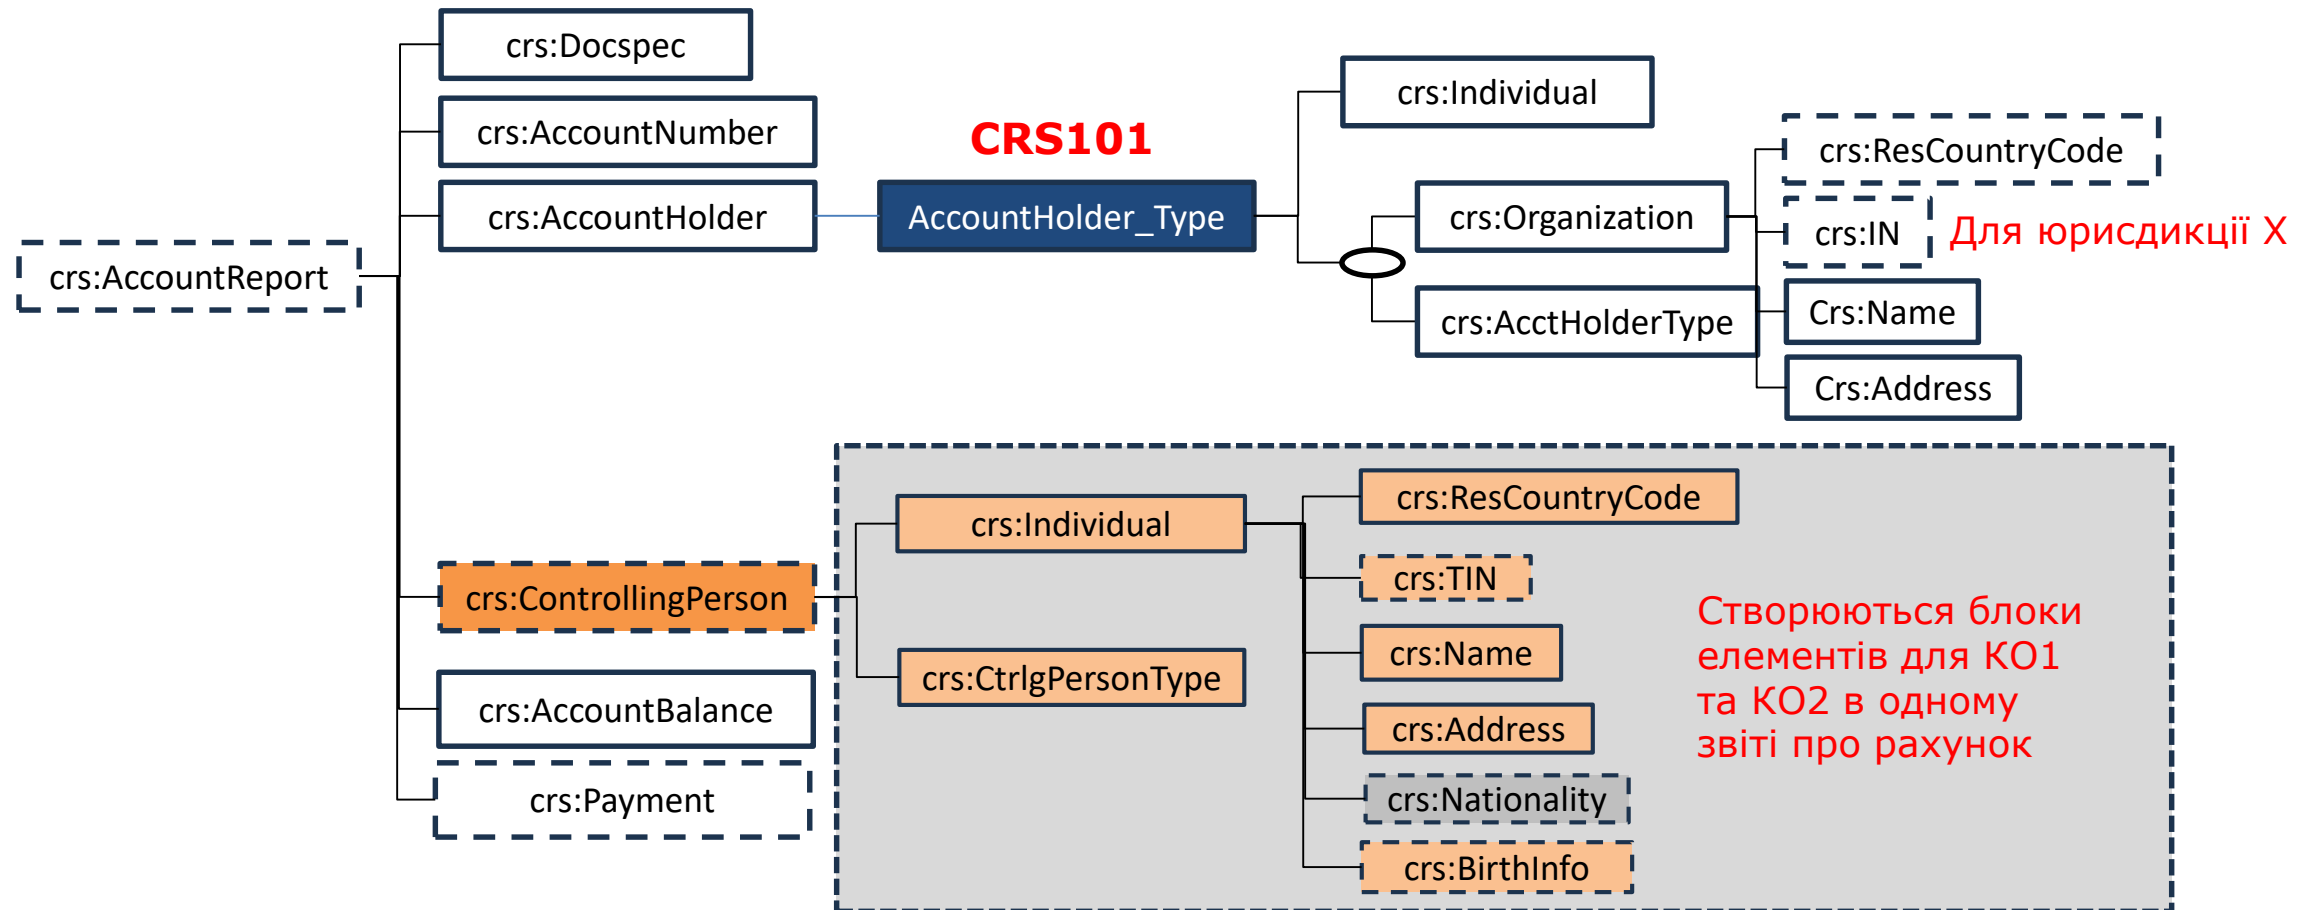 crs:Docspec
crs:AccountNumber
crs:AccountHolder
crs:AccountReport
CRS101
AccountHolder_Type
crs:Individual
crs:Organization
crs:AcctHolderType
crs:ResCountryCode
crs:IN
Для юрисдикції X
Crs:Name
Crs:Address
crs:ControllingPerson
crs:AccountBalance
crs:Payment
crs:Individual
crs:CtrlgPersonType
crs:ResCountryCode
crs:TIN
crs:Name
crs:Address
crs:Nationality
crs:BirthInfo
Створюються блоки
елементів для КО1
та КО2 в одному
звіті про рахунок